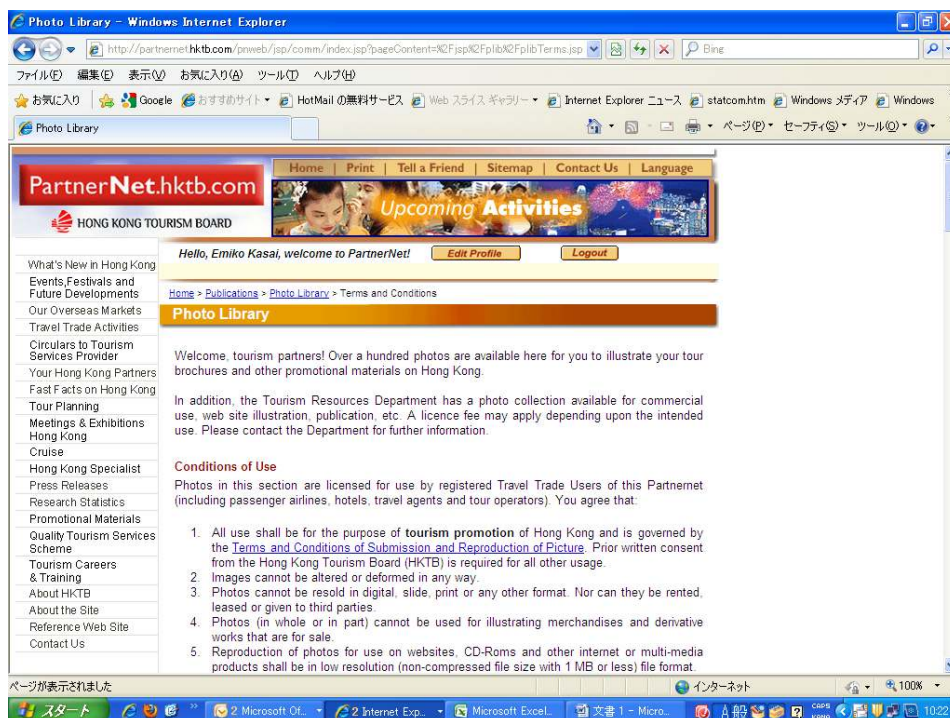 Photo Library - Windows Internet Explorer
http://partnernet.hktb.com/pnweb/jsp/comm/index.jsp?pageContent=%2Fjsp%2Fplib%2FplibTerms.jsp
Bing
ファイル(F) 編集(E) 表示(V) お気に入り(A) ツール(T) ヘルプ(H)
お気に入り Google おすすめサイト HotMail の無料サービス Web スライス ギャラリー Internet Explorer ニュース statcom.htm Windows メディア Windows
Photo Library ページ(P) セーフティ(S) ツール(O)
Home | Print | Tell a Friend | Sitemap | Contact Us | Language
PartnerNet.hktb.com
Upcoming Activities
HONG KONG TOURISM BOARD
Hello, Emiko Kasai, welcome to PartnerNet! Edit Profile Logout
What's New in Hong Kong
Events,Festivals and
Future Developments
Our Overseas Markets
Travel Trade Activities
Circulars to Tourism
Services Provider
Your Hong Kong Partners
Fast Facts on Hong Kong
Tour Planning
Meetings & Exhibitions
Hong Kong
Cruise
Hong Kong Specialist
Press Releases
Research Statistics
Promotional Materials
Quality Tourism Services
Scheme
Tourism Careers
& Training
About HKTB
About the Site
Reference Web Site
Contact Us
Home > Publications > Photo Library > Terms and Conditions
Photo Library
Welcome, tourism partners! Over a hundred photos are available here for you to illustrate your tour
brochures and other promotional materials on Hong Kong.
In addition, the Tourism Resources Department has a photo collection available for commercial
use, web site illustration, publication, etc. A licence fee may apply depending upon the intended
use. Please contact the Department for further information.
Conditions of Use
Photos in this section are licensed for use by registered Travel Trade Users of this Partnernet
(including passenger airlines, hotels, travel agents and tour operators). You agree that:
1. All use shall be for the purpose of tourism promotion of Hong Kong and is governed by
the Terms and Conditions of Submission and Reproduction of Picture. Prior written consent
from the Hong Kong Tourism Board (HKTB) is required for all other usage.
2. Images cannot be altered or deformed in any way.
3. Photos cannot be resold in digital, slide, print or any other format. Nor can they be rented,
leased or given to third parties.
4. Photos (in whole or in part) cannot be used for illustrating merchandises and derivative
works that are for sale.
5. Reproduction of photos for use on websites, CD-Roms and other internet or multi-media
products shall be in low resolution (non-compressed file size with 1 MB or less) file format.
ページが表示されました インターネット 100%
スタート 2 Microsoft Of... 2 Internet Exp... Microsoft Excel... 文書 1 - Micro... A 般 CAPS KANA 10:22